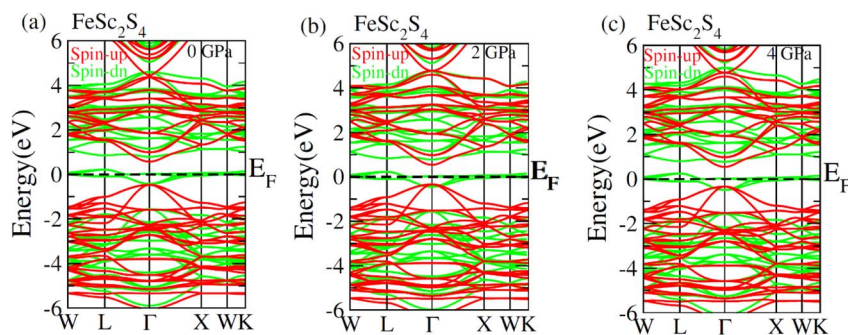 (a) FeSc2S4
0 GPa
Spin-up
Spin-dn
Energy(eV)
6
4
2
0
-2
-4
-6
W L Γ X WK
EF
(b) FeSc2S4
2 GPa
Spin-up
Spin-dn
Energy(eV)
6
4
2
0
-2
-4
-6
W L Γ X WK
EF
(c) FeSc2S4
4 GPa
Spin-up
Spin-dn
Energy(eV)
6
4
2
0
-2
-4
-6
W L Γ X WK
EF